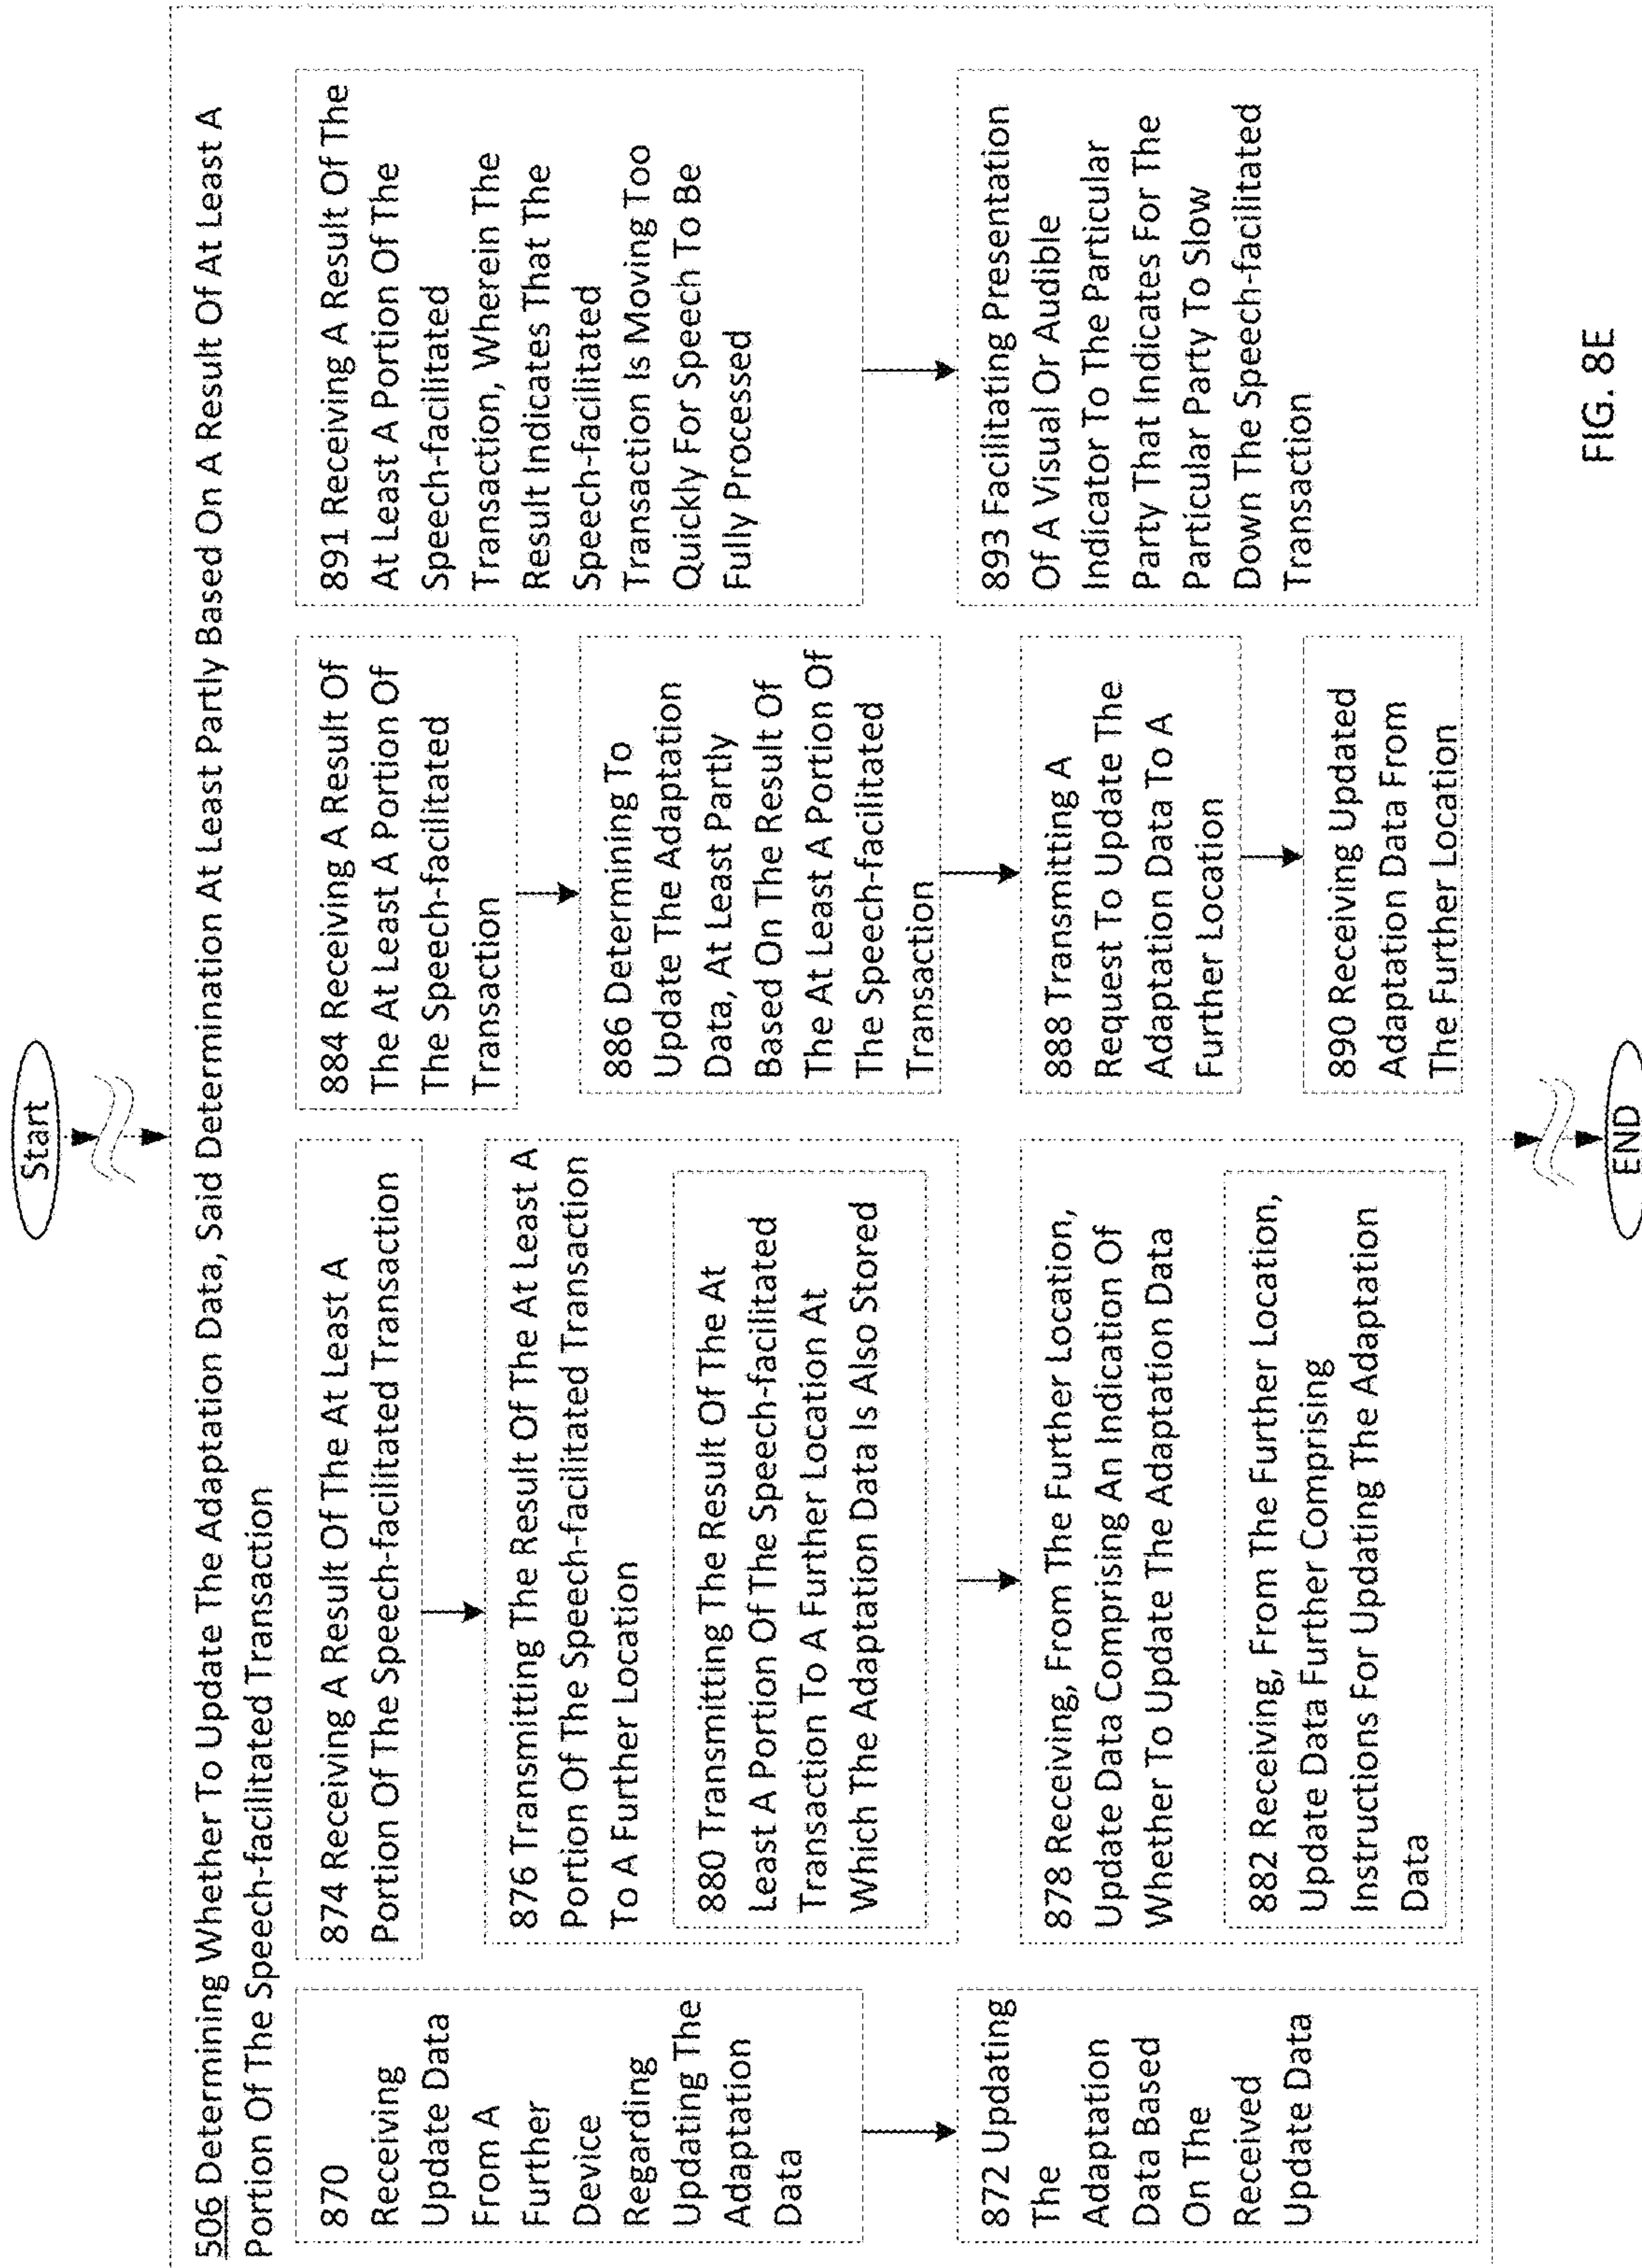 Start
506 Determining Whether To Update The Adaptation Data, Said Determination At Least Partly Based On A Result Of At Least A
Portion Of The Speech-facilitated Transaction
870
Receiving
Update Data
From A
Further
Device
Regarding
Updating The
Adaptation
Data
872 Updating
The
Adaptation
Data Based
On The
Received
Update Data
874 Receiving A Result Of The At Least A
Portion Of The Speech-facilitated Transaction
876 Transmitting The Result Of The At Least A
Portion Of The Speech-facilitated Transaction
To A Further Location
880 Transmitting The Result Of The At
Least A Portion Of The Speech-facilitated
Transaction To A Further Location At
Which The Adaptation Data Is Also Stored
878 Receiving, From The Further Location,
Update Data Comprising An Indication Of
Whether To Update The Adaptation Data
882 Receiving, From The Further Location,
Update Data Further Comprising
Instructions For Updating The Adaptation
Data
884 Receiving A Result Of
The At Least A Portion Of
The Speech-facilitated
Transaction
886 Determining To
Update The Adaptation
Data, At Least Partly
Based On The Result Of
The At Least A Portion Of
The Speech-facilitated
Transaction
888 Transmitting A
Request To Update The
Adaptation Data To A
Further Location
890 Receiving Updated
Adaptation Data From
The Further Location
891 Receiving A Result Of The
At Least A Portion Of The
Speech-facilitated
Transaction, Wherein The
Result Indicates That The
Speech-facilitated
Transaction Is Moving Too
Quickly For Speech To Be
Fully Processed
893 Facilitating Presentation
Of A Visual Or Audible
Indicator To The Particular
Party That Indicates For The
Particular Party To Slow
Down The Speech-facilitated
Transaction
END
FIG. 8E